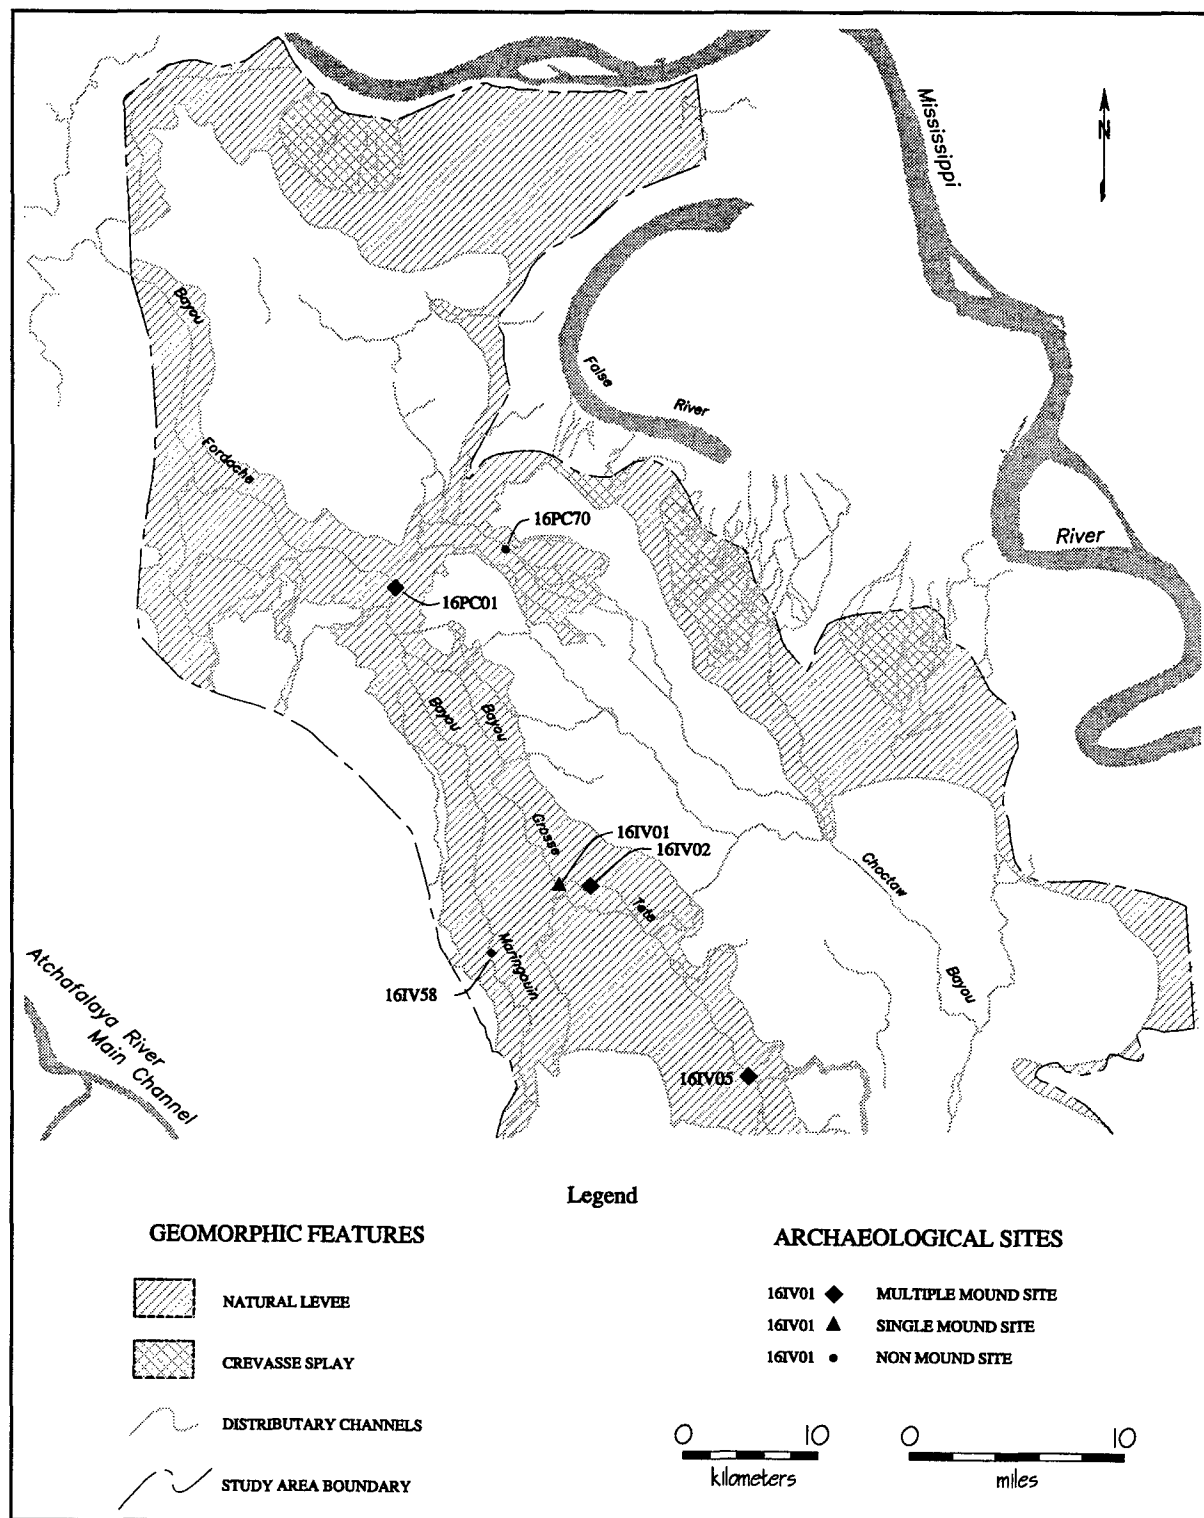 Mississippi
N
Bayou
False
River
Fordoche
16PC70
River
16PC01
Bayou
Bayou
Grosse
16IV01
16IV02
Choctaw
Tete
Maringouin
Bayou
16IV58
Atchafalaya River
Main Channel
16IV05
Legend
GEOMORPHIC FEATURES
NATURAL LEVEE
CREVASSE SPLAY
DISTRIBUTARY CHANNELS
STUDY AREA BOUNDARY
ARCHAEOLOGICAL SITES
16IV01 MULTIPLE MOUND SITE
16IV01 SINGLE MOUND SITE
16IV01 NON MOUND SITE
0 10
kilometers
0 10
miles